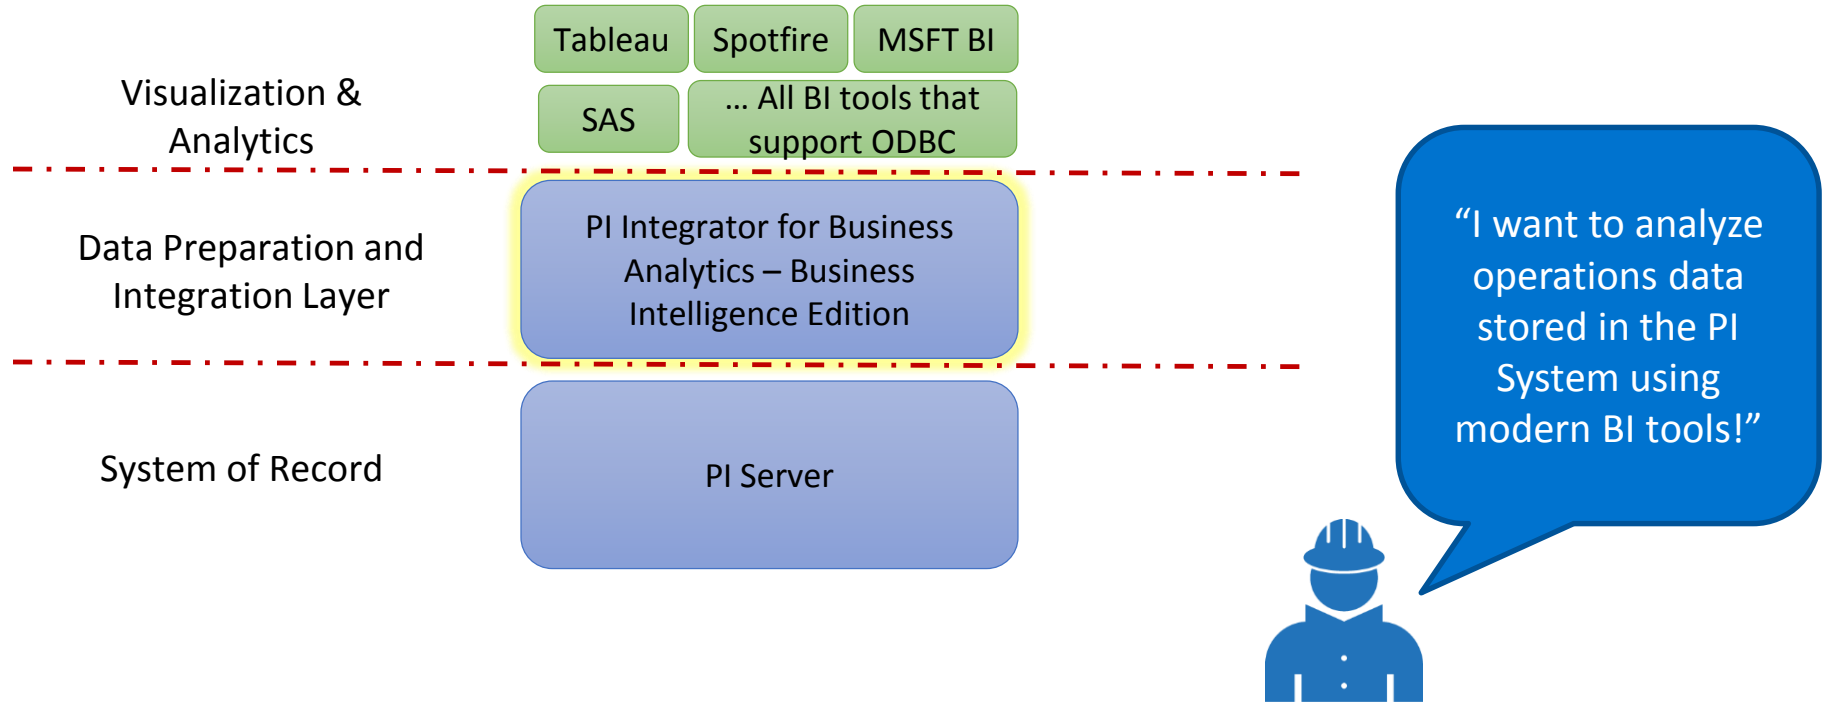 Tableau
Spotfire
MSFT BI
Visualization &
Analytics
SAS
... All BI tools that
support ODBC
Data Preparation and
Integration Layer
PI Integrator for Business
Analytics – Business
Intelligence Edition
System of Record
PI Server
“I want to analyze
operations data
stored in the PI
System using
modern BI tools!”